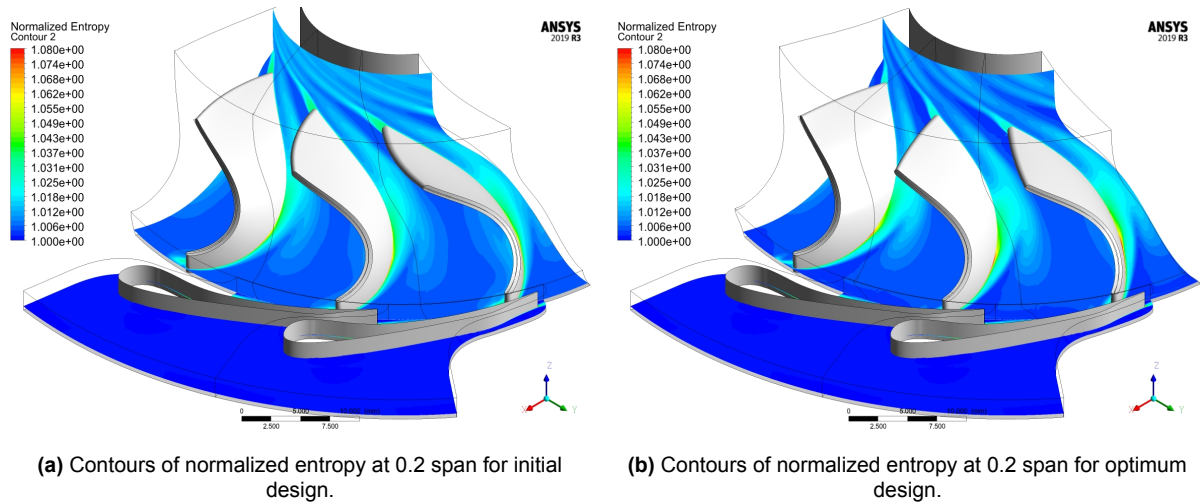 Normalized Entropy
Contour 2
1.080e+00
1.074e+00
1.068e+00
1.062e+00
1.055e+00
1.049e+00
1.043e+00
1.037e+00
1.031e+00
1.025e+00
1.018e+00
1.012e+00
1.006e+00
1.000e+00
ANSYS
2019 R3
0 5.000 10.000 (mm)
2.500 7.500
Z
X Y
(a) Contours of normalized entropy at 0.2 span for initial
design.
Normalized Entropy
Contour 2
1.080e+00
1.074e+00
1.068e+00
1.062e+00
1.055e+00
1.049e+00
1.043e+00
1.037e+00
1.031e+00
1.025e+00
1.018e+00
1.012e+00
1.006e+00
1.000e+00
ANSYS
2019 R3
0 5.000 10.000 (mm)
2.500 7.500
Z
X Y
(b) Contours of normalized entropy at 0.2 span for optimum
design.